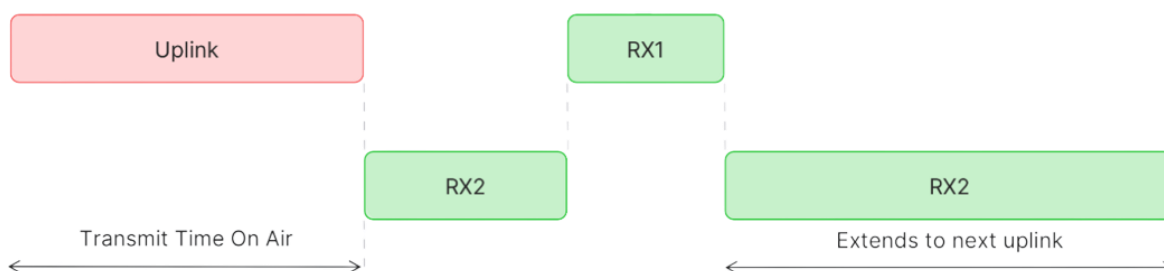 Uplink
RX1
RX2
RX2
Transmit Time On Air
Extends to next uplink